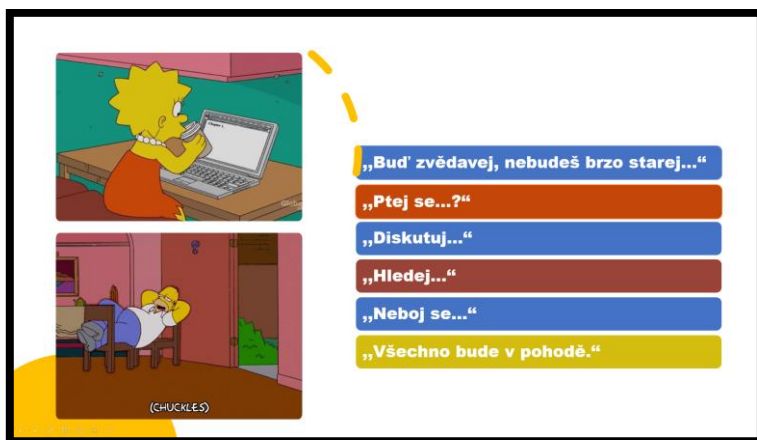 „Buď zvědavej, nebudeš brzo starej...“
„Ptej se...?“
„Diskutuj...“
„Hledej...“
„Neboj se...“
„Všechno bude v pohodě.“
(CHUCKLES)